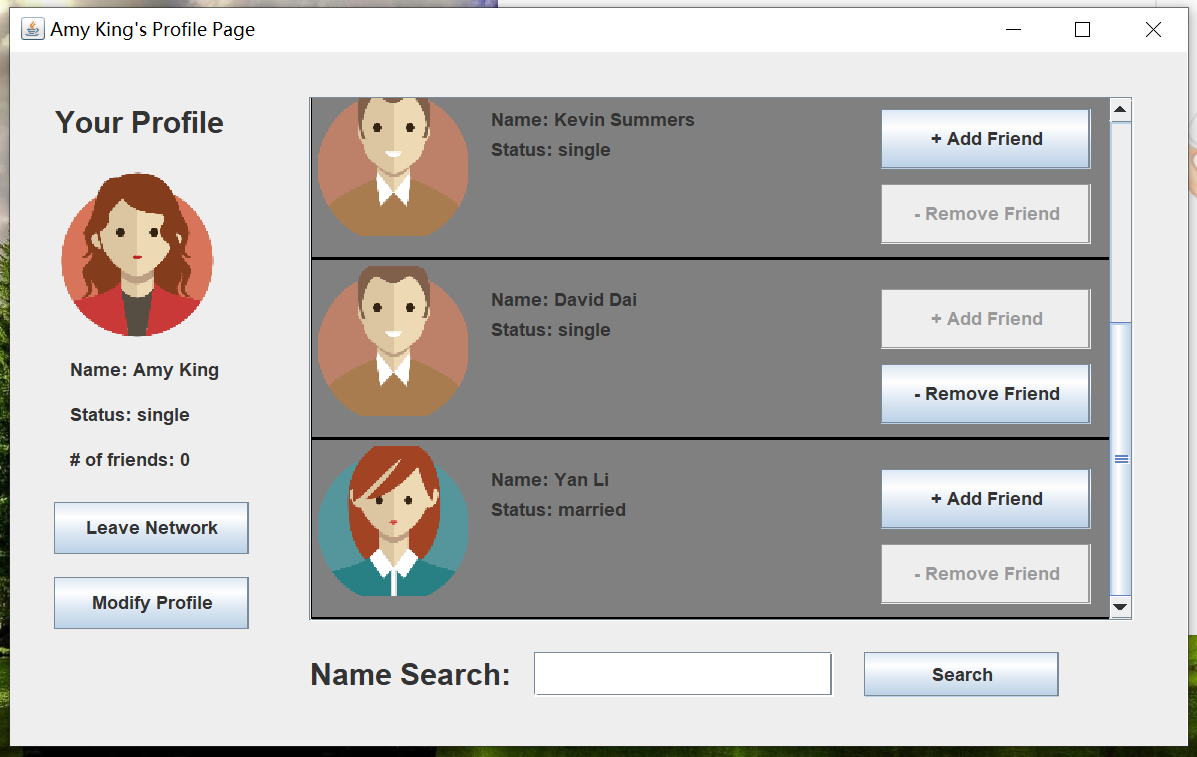 Amy King's Profile Page
Your Profile
Name: Amy King
Status: single
# of friends: 0
Leave Network
Modify Profile
Name: Kevin Summers
Status: single
+ Add Friend
- Remove Friend
Name: David Dai
Status: single
+ Add Friend
- Remove Friend
Name: Yan Li
Status: married
+ Add Friend
- Remove Friend
Name Search:
Search